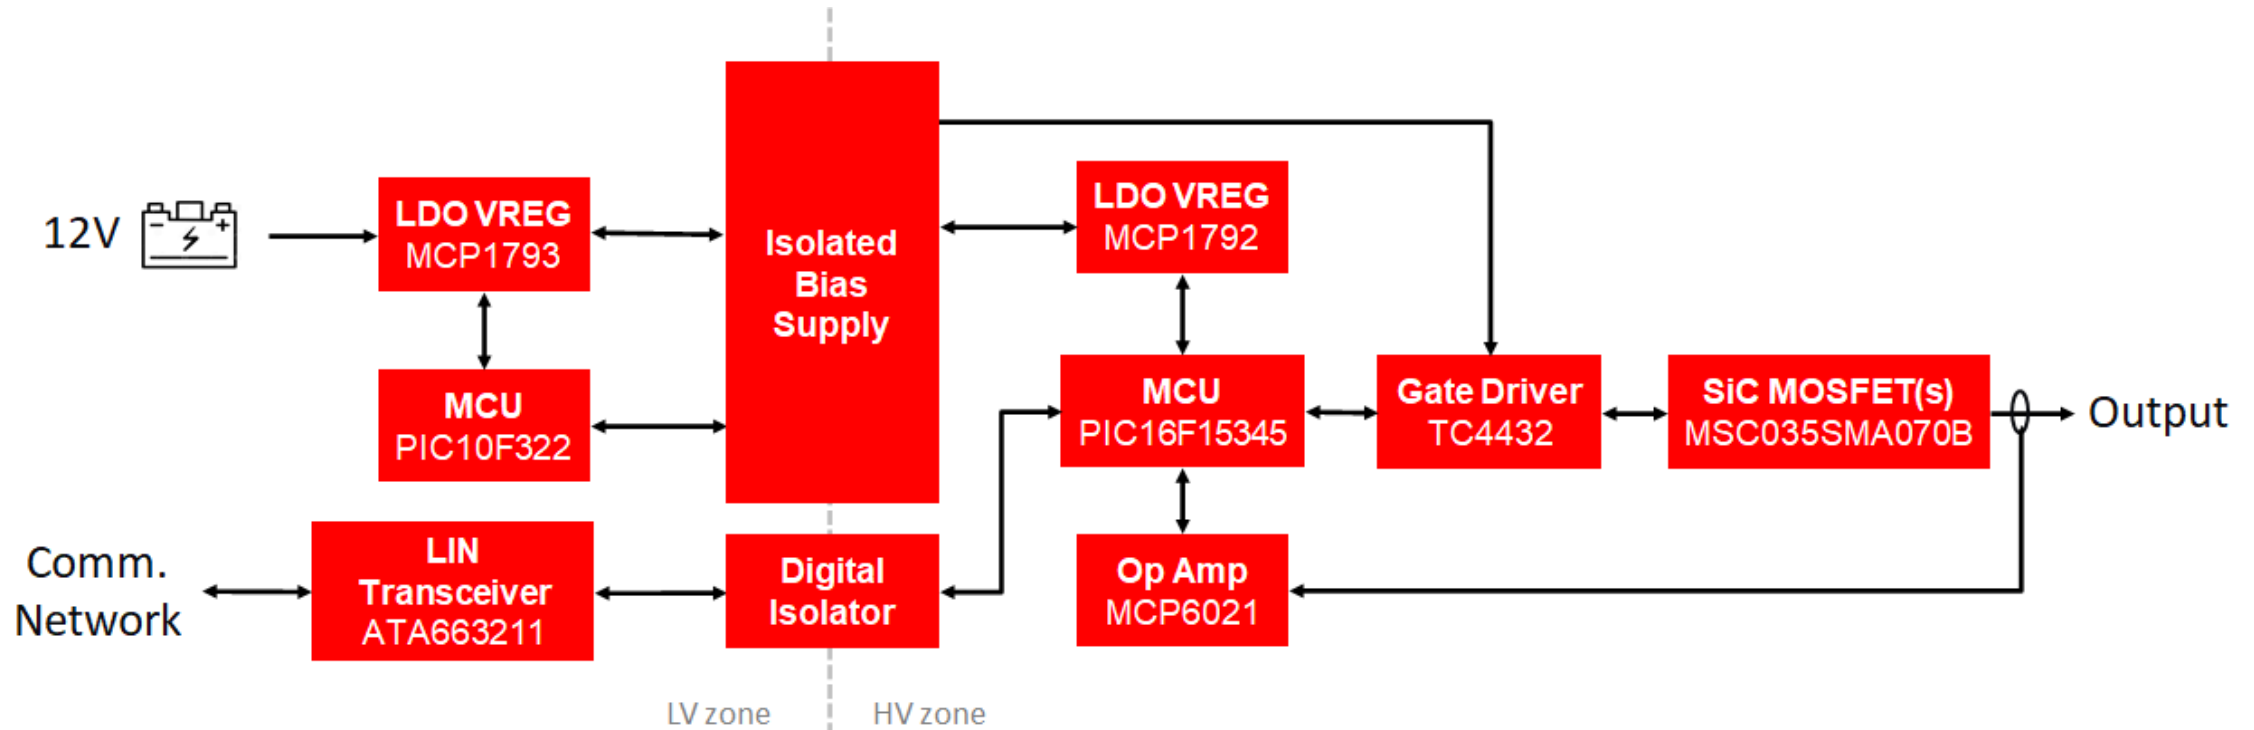 12V
LDO VREG
MCP1793
MCU
PIC10F322
Comm.
Network
LIN
Transceiver
ATA663211
Isolated
Bias
Supply
Digital
Isolator
LDO VREG
MCP1792
MCU
PIC16F15345
Op Amp
MCP6021
Gate Driver
TC4432
SiC MOSFET(s)
MSC035SMA070B
Output
LV zone
HV zone